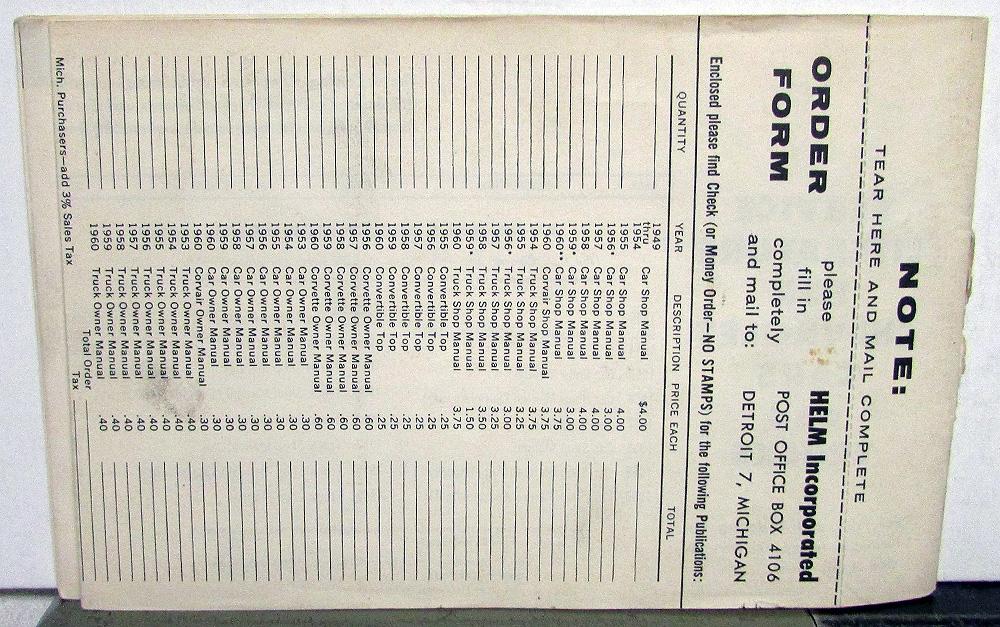 NOTE:
TEAR HERE AND MAIL COMPLETE
ORDER FORM
please
fill in
completely
and mail to:
HELM Incorporated
POST OFFICE BOX 4106
DETROIT 7, MICHIGAN
Enclosed please find Check (or Money Order—NO STAMPS) for the following Publications:
QUANTITY YEAR DESCRIPTION PRICE EACH TOTAL
1949
thru
1954 Car Shop Manual $4.00
1955 Car Shop Manual 4.00
1956* Car Shop Manual 3.00
1957 Car Shop Manual 4.00
1958 Car Shop Manual 4.00
1959* Car Shop Manual 3.00
1960** Car Shop Manual 3.75
1960 Corvair Shop Manual 3.75
1954 Truck Shop Manual 3.75
1955 Truck Shop Manual
1956* Truck Shop Manual 3.00
1957 Truck Shop Manual 3.25
1958 Truck Shop Manual 3.50
1959* Truck Shop Manual 1.50
1960 Truck Shop Manual 3.75
1955 Convertible Top .25
1956 Convertible Top .25
1957 Convertible Top .25
1958 Convertible Top .25
1959 Convertible Top .25
1960 Convertible Top .25
1956 Corvette Owner Manual .60
1957 Corvette Owner Manual .60
1958 Corvette Owner Manual .60
1959 Corvette Owner Manual .60
1960 Corvette Owner Manual .60
1953 Car Owner Manual .30
1954 Car Owner Manual .30
1955 Car Owner Manual .30
1956 Car Owner Manual .30
1957 Car Owner Manual .30
1958 Car Owner Manual .30
1959 Car Owner Manual .30
1960 Car Owner Manual .30
1960 Corvair Owner Manual .30
1953 Truck Owner Manual .40
1954 Truck Owner Manual .40
1955 Truck Owner Manual .40
1956 Truck Owner Manual .40
1957 Truck Owner Manual .40
1958 Truck Owner Manual .40
1959 Truck Owner Manual .40
1960 Truck Owner Manual .40
Total Order
Mich. Purchasers—add 3% Sales Tax Tax